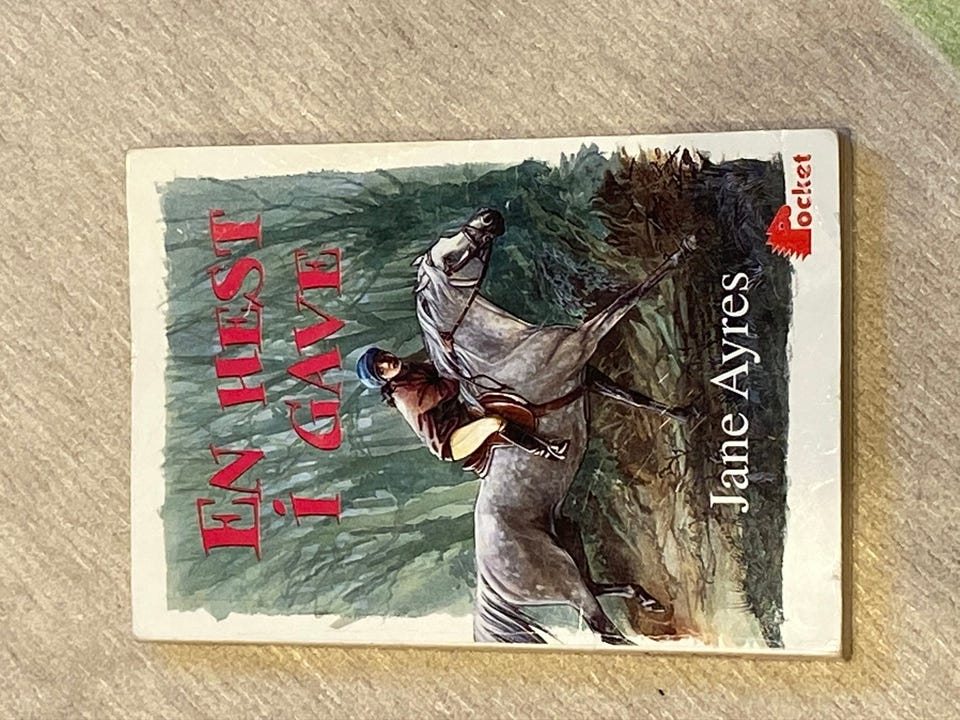 EN HEST
I GAVE
Jane Ayres
Pocket